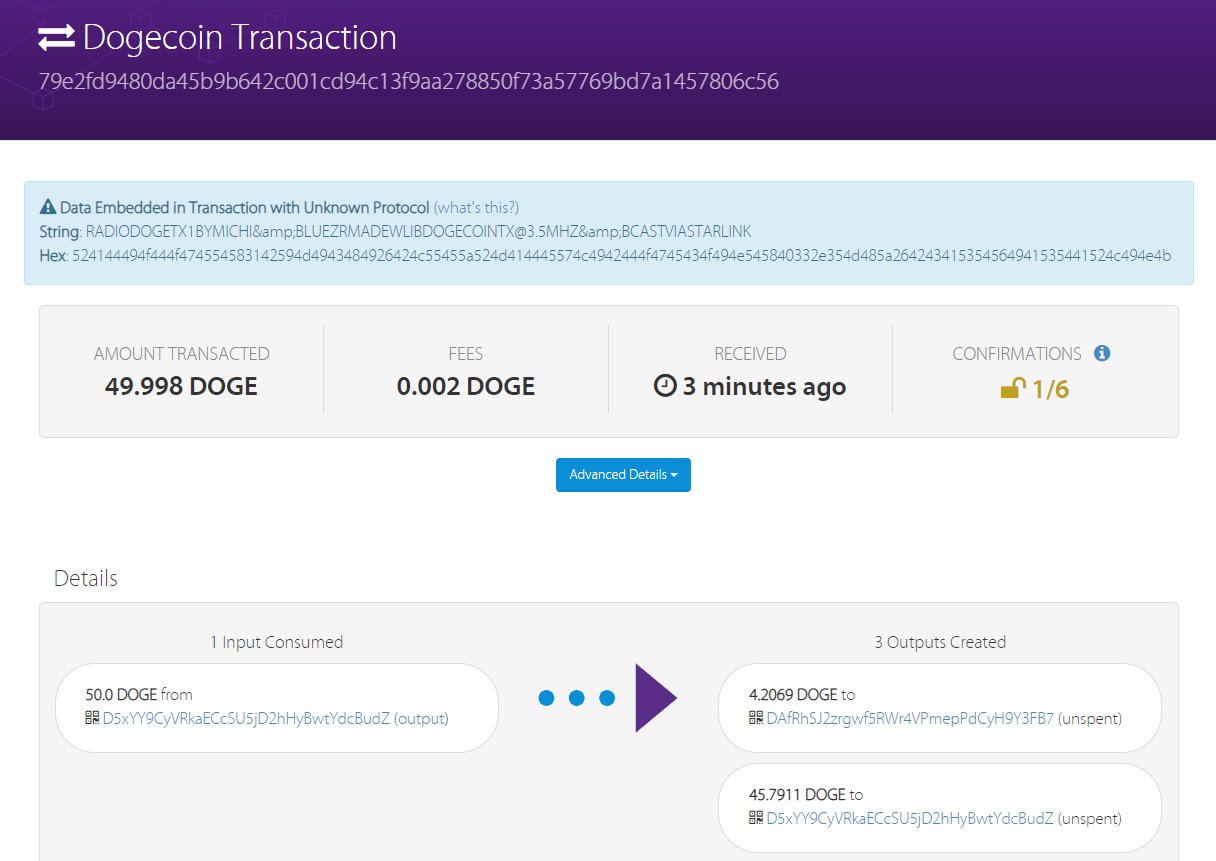 Dogecoin Transaction
79e2fd9480da45b9b642c001cd94c13f9aa278850f73a57769bd7a1457806c56
Data Embedded in Transaction with Unknown Protocol (what's this?)
String: RADIODOGETX1BYMICHI&amp;BLUEZRMADEWLIBDOGECOINTX@3.5MHZ&amp;BCASTVIASTARLINK
Hex: 524144494f444f474554583142594d4943484926424c55455a524d414445574c4942444f4745434f494e545840332e354d485a26424341535456494153544152​4c494e4b
AMOUNT TRANSACTED
49.998 DOGE
FEES
0.002 DOGE
RECEIVED
3 minutes ago
CONFIRMATIONS
1/6
Advanced Details
Details
1 Input Consumed
3 Outputs Created
50.0 DOGE from
D5xYY9CyVRkaECcSU5jD2hHyBwtYdcBudZ (output)
4.2069 DOGE to
DAfRhSJ2zrgwf5RWr4VPmepPdCyH9Y3FB7 (unspent)
45.7911 DOGE to
D5xYY9CyVRkaECcSU5jD2hHyBwtYdcBudZ (unspent)